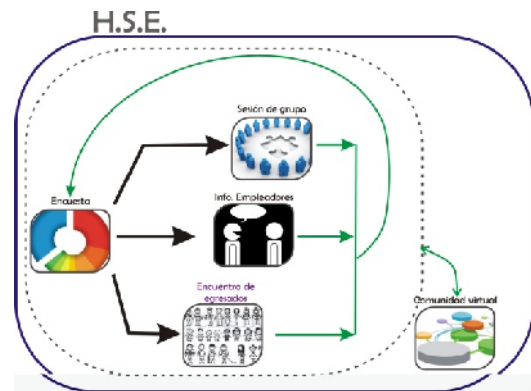 H.S.E.
Sesión de grupo
Encuesta
Info. Empleadores
Encuentro de
egresados
Comunidad virtual